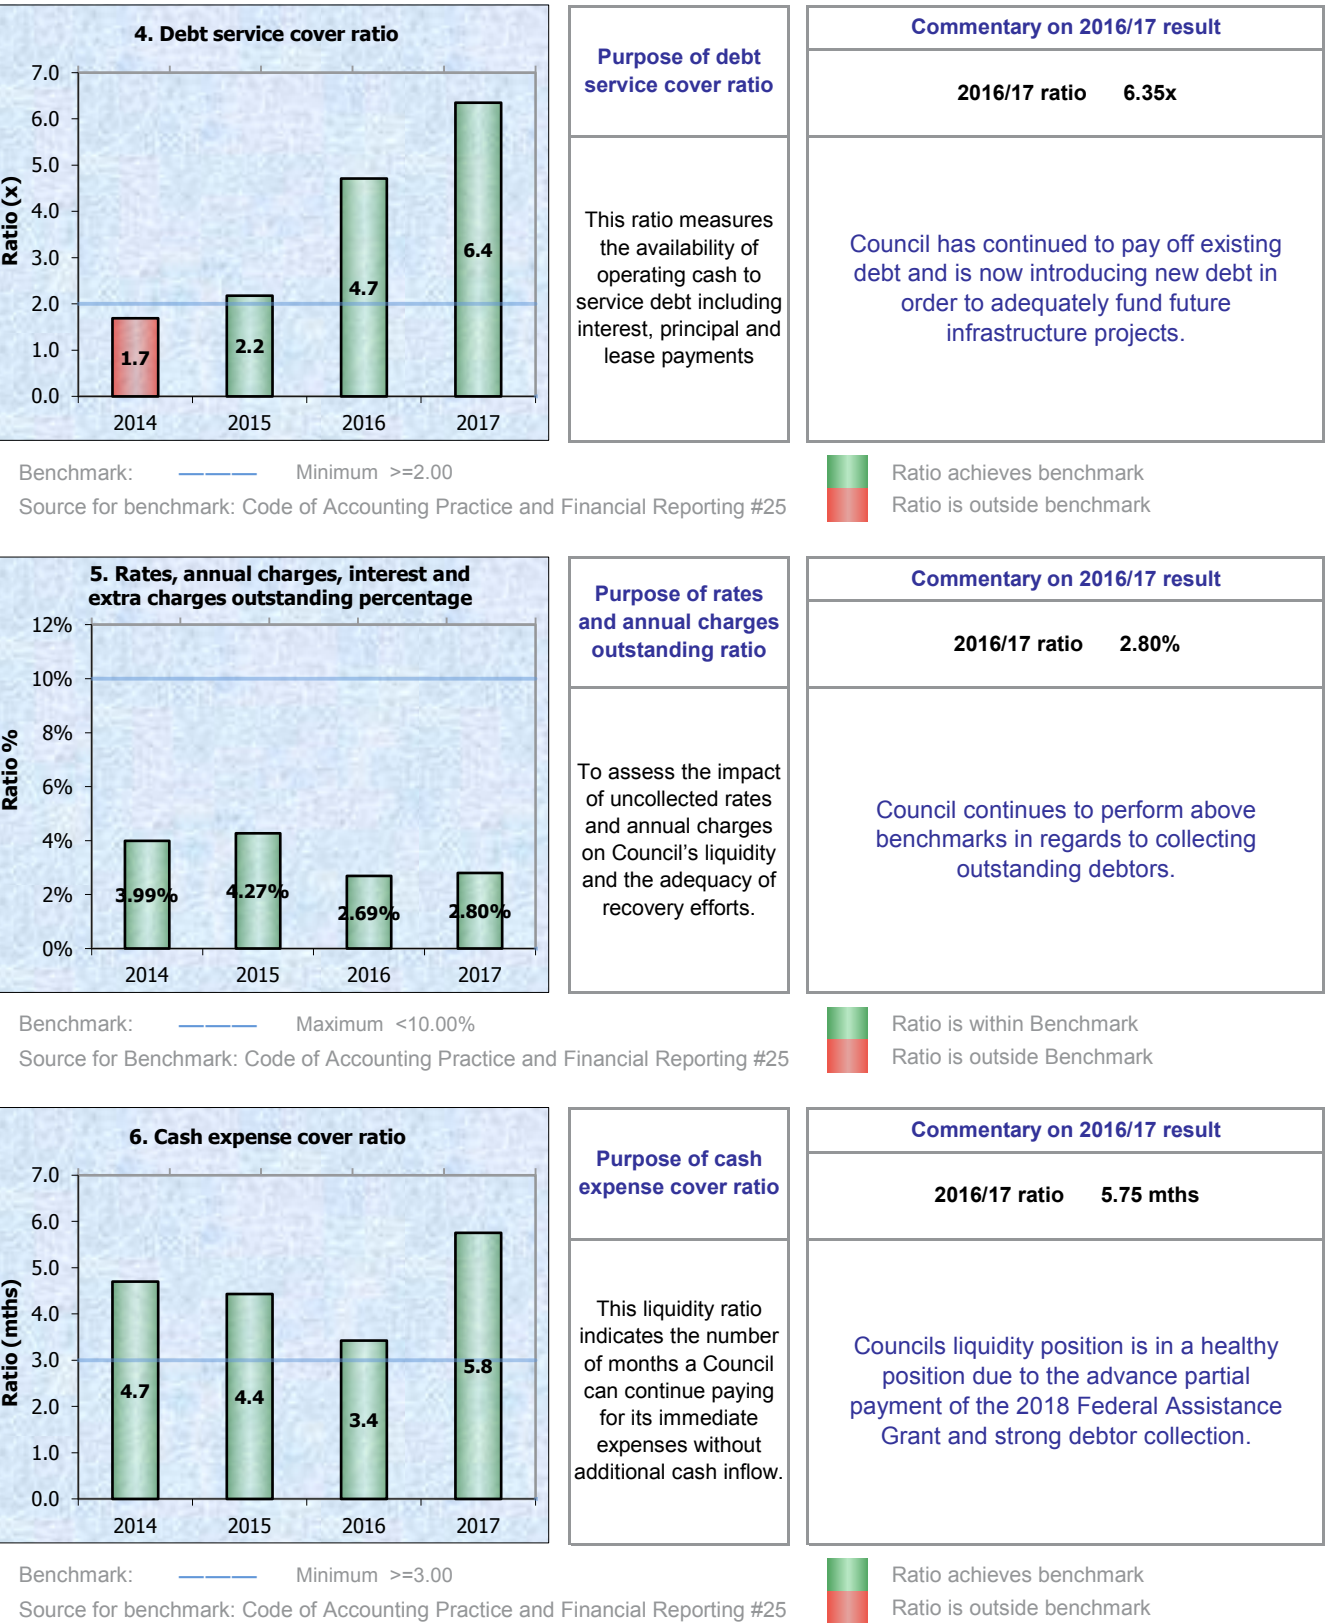 4. Debt service cover ratio
7.0
6.0
5.0
4.0
3.0
2.0
1.0
0.0
Ratio (x)
1.7
2.2
4.7
6.4
2014
2015
2016
2017
Purpose of debt
service cover ratio
This ratio measures
the availability of
operating cash to
service debt including
interest, principal and
lease payments
Commentary on 2016/17 result
2016/17 ratio 6.35x
Council has continued to pay off existing
debt and is now introducing new debt in
order to adequately fund future
infrastructure projects.
Benchmark: Minimum >=2.00
Source for benchmark: Code of Accounting Practice and Financial Reporting #25
Ratio achieves benchmark
Ratio is outside benchmark
5. Rates, annual charges, interest and
extra charges outstanding percentage
12%
10%
8%
6%
4%
2%
0%
Ratio %
3.99%
4.27%
2.69%
2.80%
2014
2015
2016
2017
Purpose of rates
and annual charges
outstanding ratio
To assess the impact
of uncollected rates
and annual charges
on Council's liquidity
and the adequacy of
recovery efforts.
Commentary on 2016/17 result
2016/17 ratio 2.80%
Council continues to perform above
benchmarks in regards to collecting
outstanding debtors.
Benchmark: Maximum <10.00%
Source for Benchmark: Code of Accounting Practice and Financial Reporting #25
Ratio is within Benchmark
Ratio is outside Benchmark
6. Cash expense cover ratio
7.0
6.0
5.0
4.0
3.0
2.0
1.0
0.0
Ratio (mths)
4.7
4.4
3.4
5.8
2014
2015
2016
2017
Purpose of cash
expense cover ratio
This liquidity ratio
indicates the number
of months a Council
can continue paying
for its immediate
expenses without
additional cash inflow.
Commentary on 2016/17 result
2016/17 ratio 5.75 mths
Councils liquidity position is in a healthy
position due to the advance partial
payment of the 2018 Federal Assistance
Grant and strong debtor collection.
Benchmark: Minimum >=3.00
Source for benchmark: Code of Accounting Practice and Financial Reporting #25
Ratio achieves benchmark
Ratio is outside benchmark